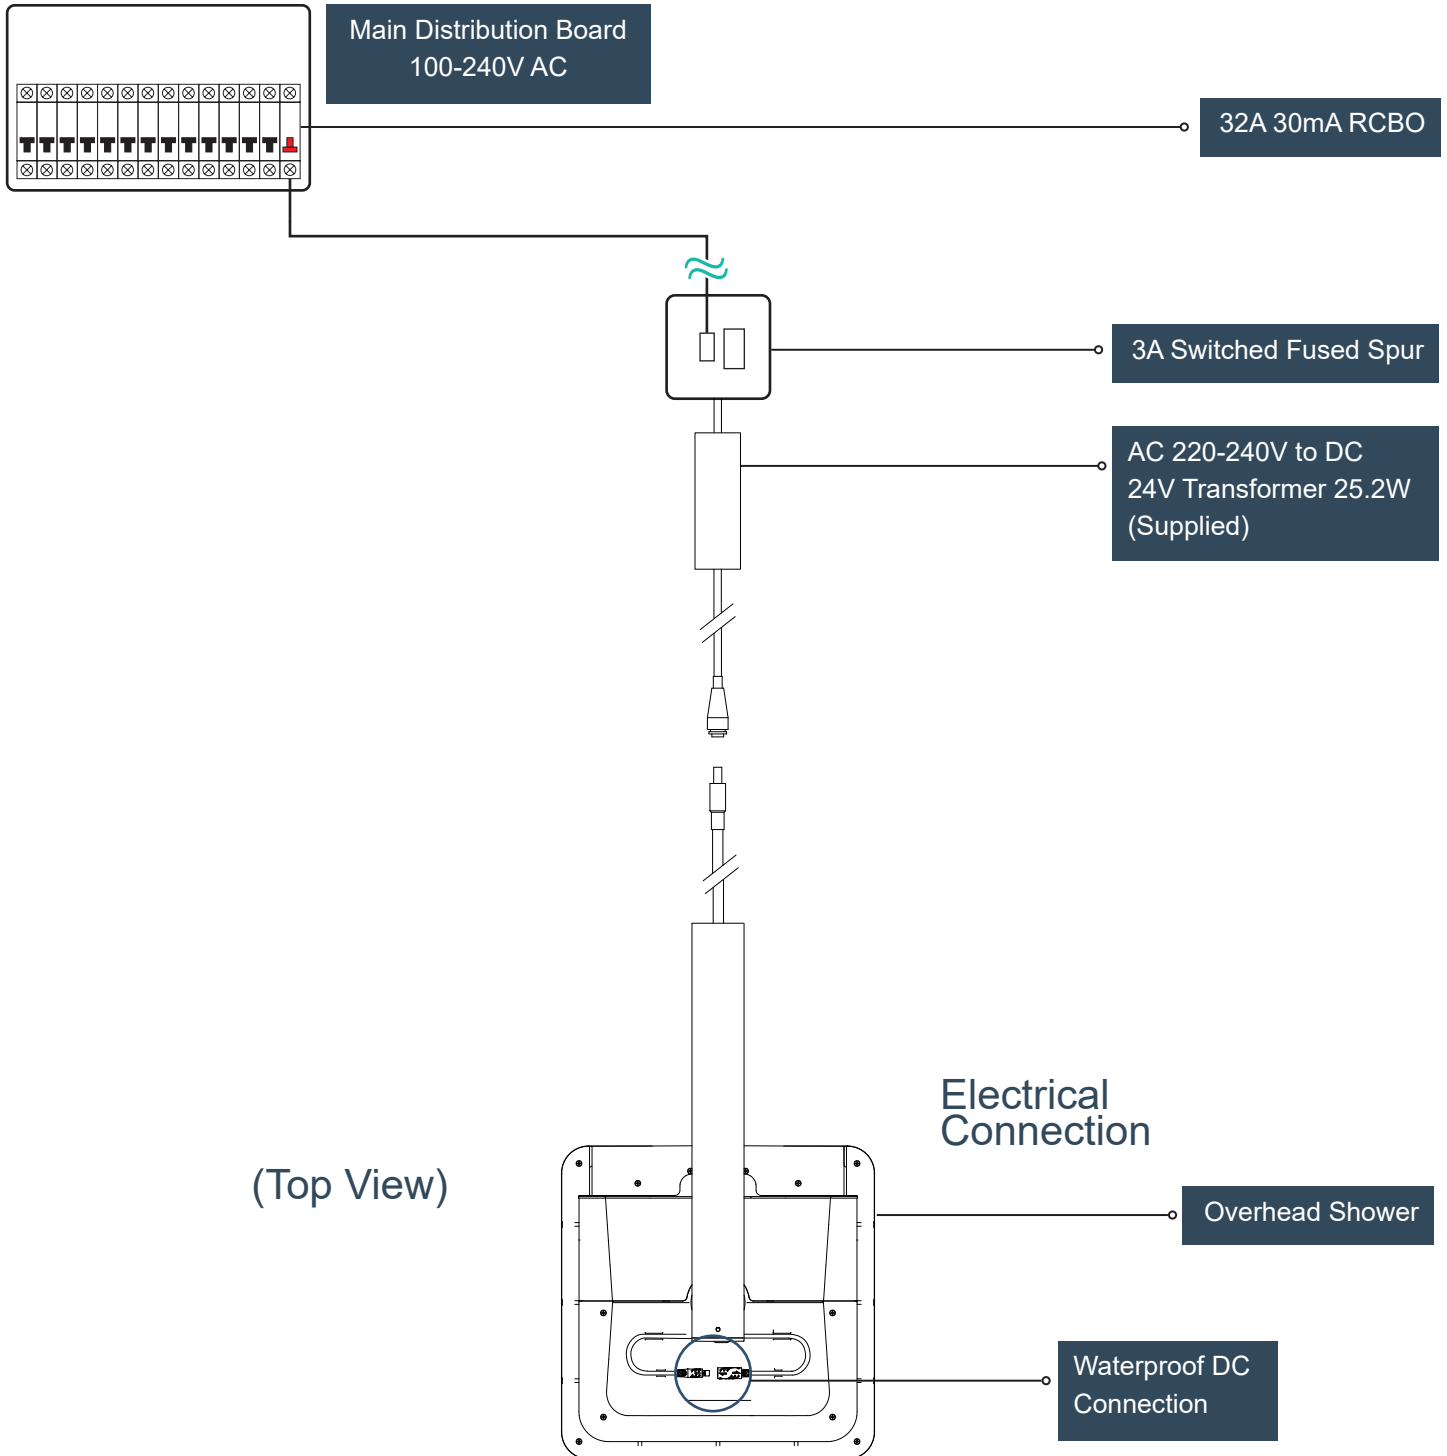 Main Distribution Board
100-240V AC
32A 30mA RCBO
3A Switched Fused Spur
AC 220-240V to DC
24V Transformer 25.2W
(Supplied)
Electrical
Connection
(Top View)
Overhead Shower
Waterproof DC
Connection